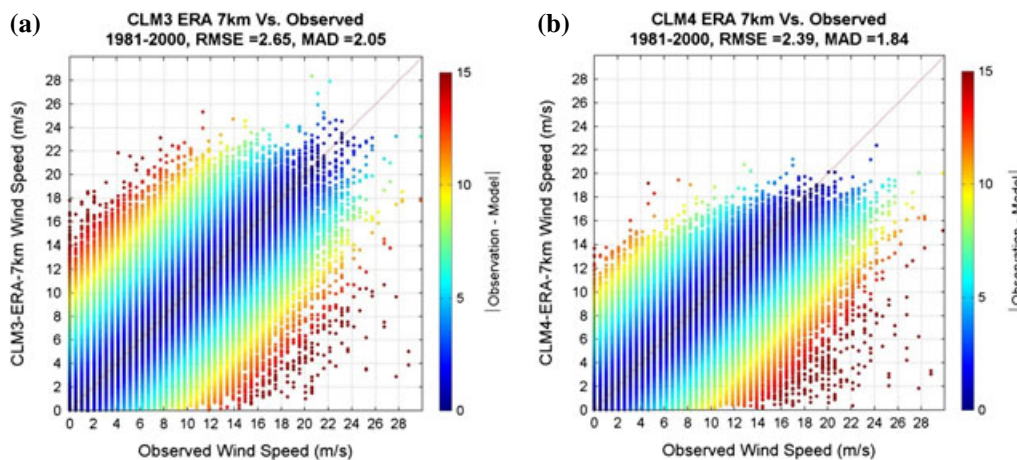 (a)
CLM3 ERA 7km Vs. Observed
1981-2000, RMSE =2.65, MAD =2.05
CLM3-ERA-7km Wind Speed (m/s)
28
26
24
22
20
18
16
14
12
10
8
6
4
2
0
0 2 4 6 8 10 12 14 16 18 20 22 24 26 28
Observed Wind Speed (m/s)
15
10
5
0
|Observation - Model|
(b)
CLM4 ERA 7km Vs. Observed
1981-2000, RMSE =2.39, MAD =1.84
CLM4-ERA-7km Wind Speed (m/s)
28
26
24
22
20
18
16
14
12
10
8
6
4
2
0
0 2 4 6 8 10 12 14 16 18 20 22 24 26 28
Observed Wind Speed (m/s)
15
10
5
0
|Observation - Model|